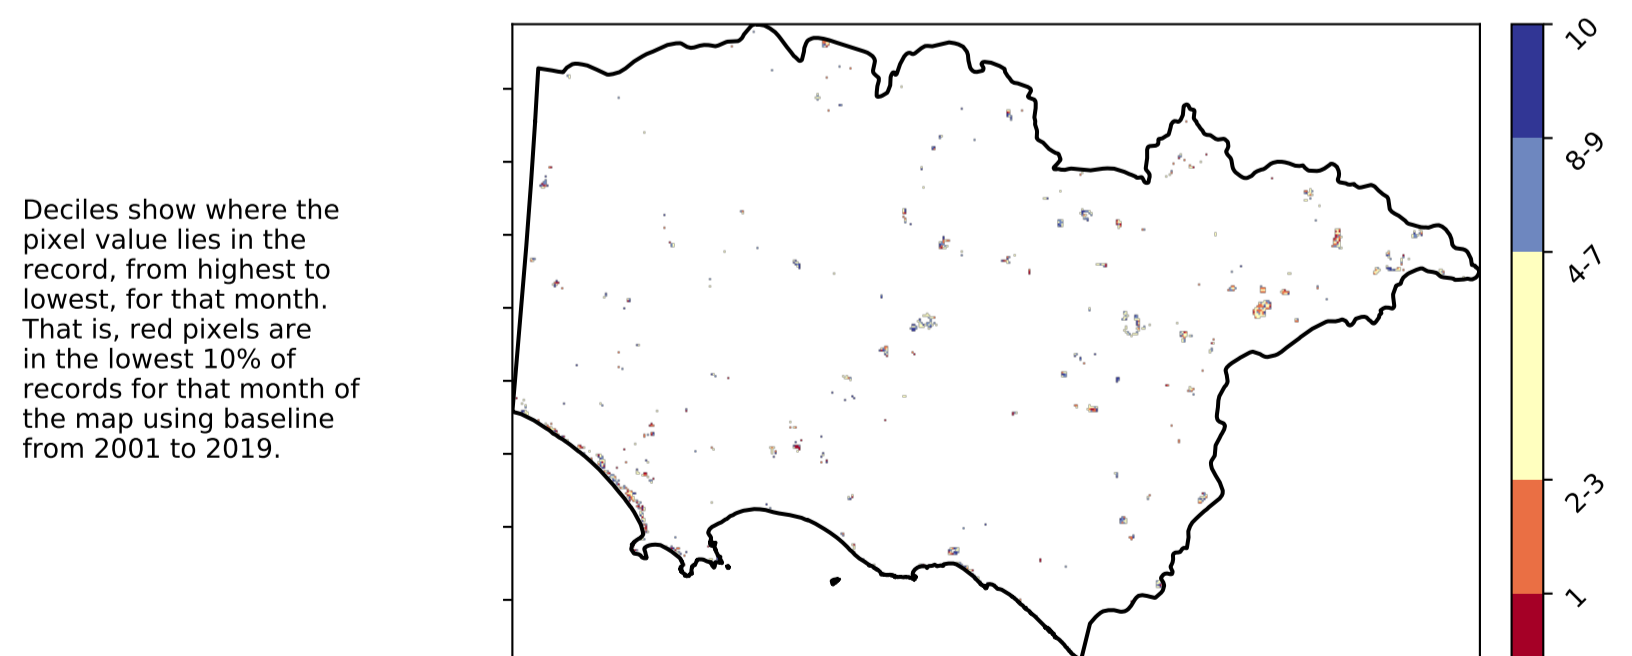 Deciles show where the
pixel value lies in the
record, from highest to
lowest, for that month.
That is, red pixels are
in the lowest 10% of
records for that month of
the map using baseline
from 2001 to 2019.
10
8-9
4-7
2-3
1